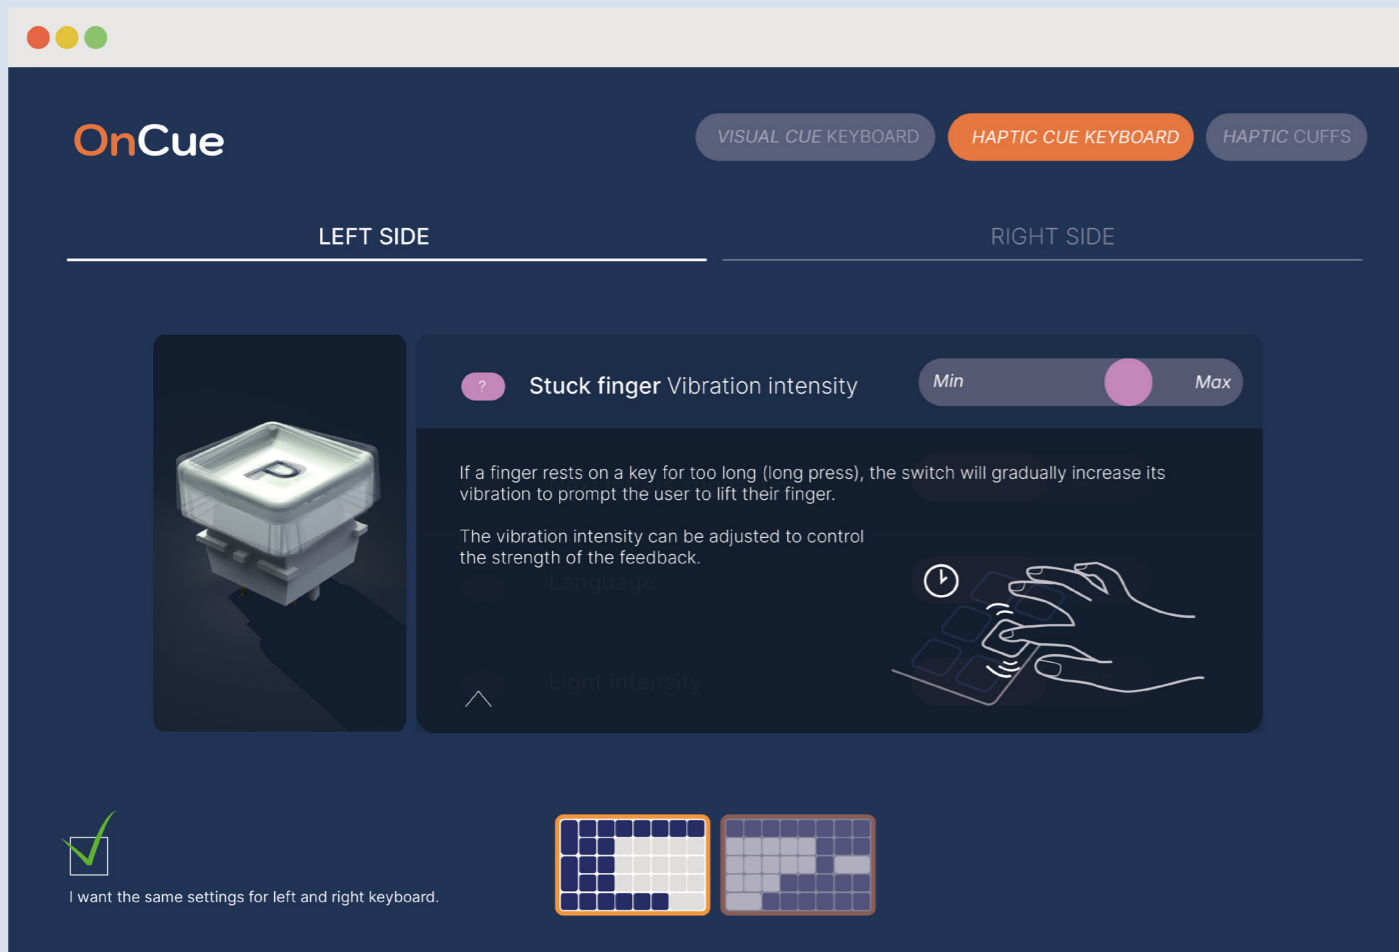 OnCue
VISUAL CUE KEYBOARD
HAPTIC CUE KEYBOARD
HAPTIC CUFFS
LEFT SIDE
RIGHT SIDE
P
?
Stuck finger Vibration intensity
Min
Max
If a finger rests on a key for too long (long press), the switch will gradually increase its
vibration to prompt the user to lift their finger.
The vibration intensity can be adjusted to control
the strength of the feedback.
Language
Light intensity
I want the same settings for left and right keyboard.